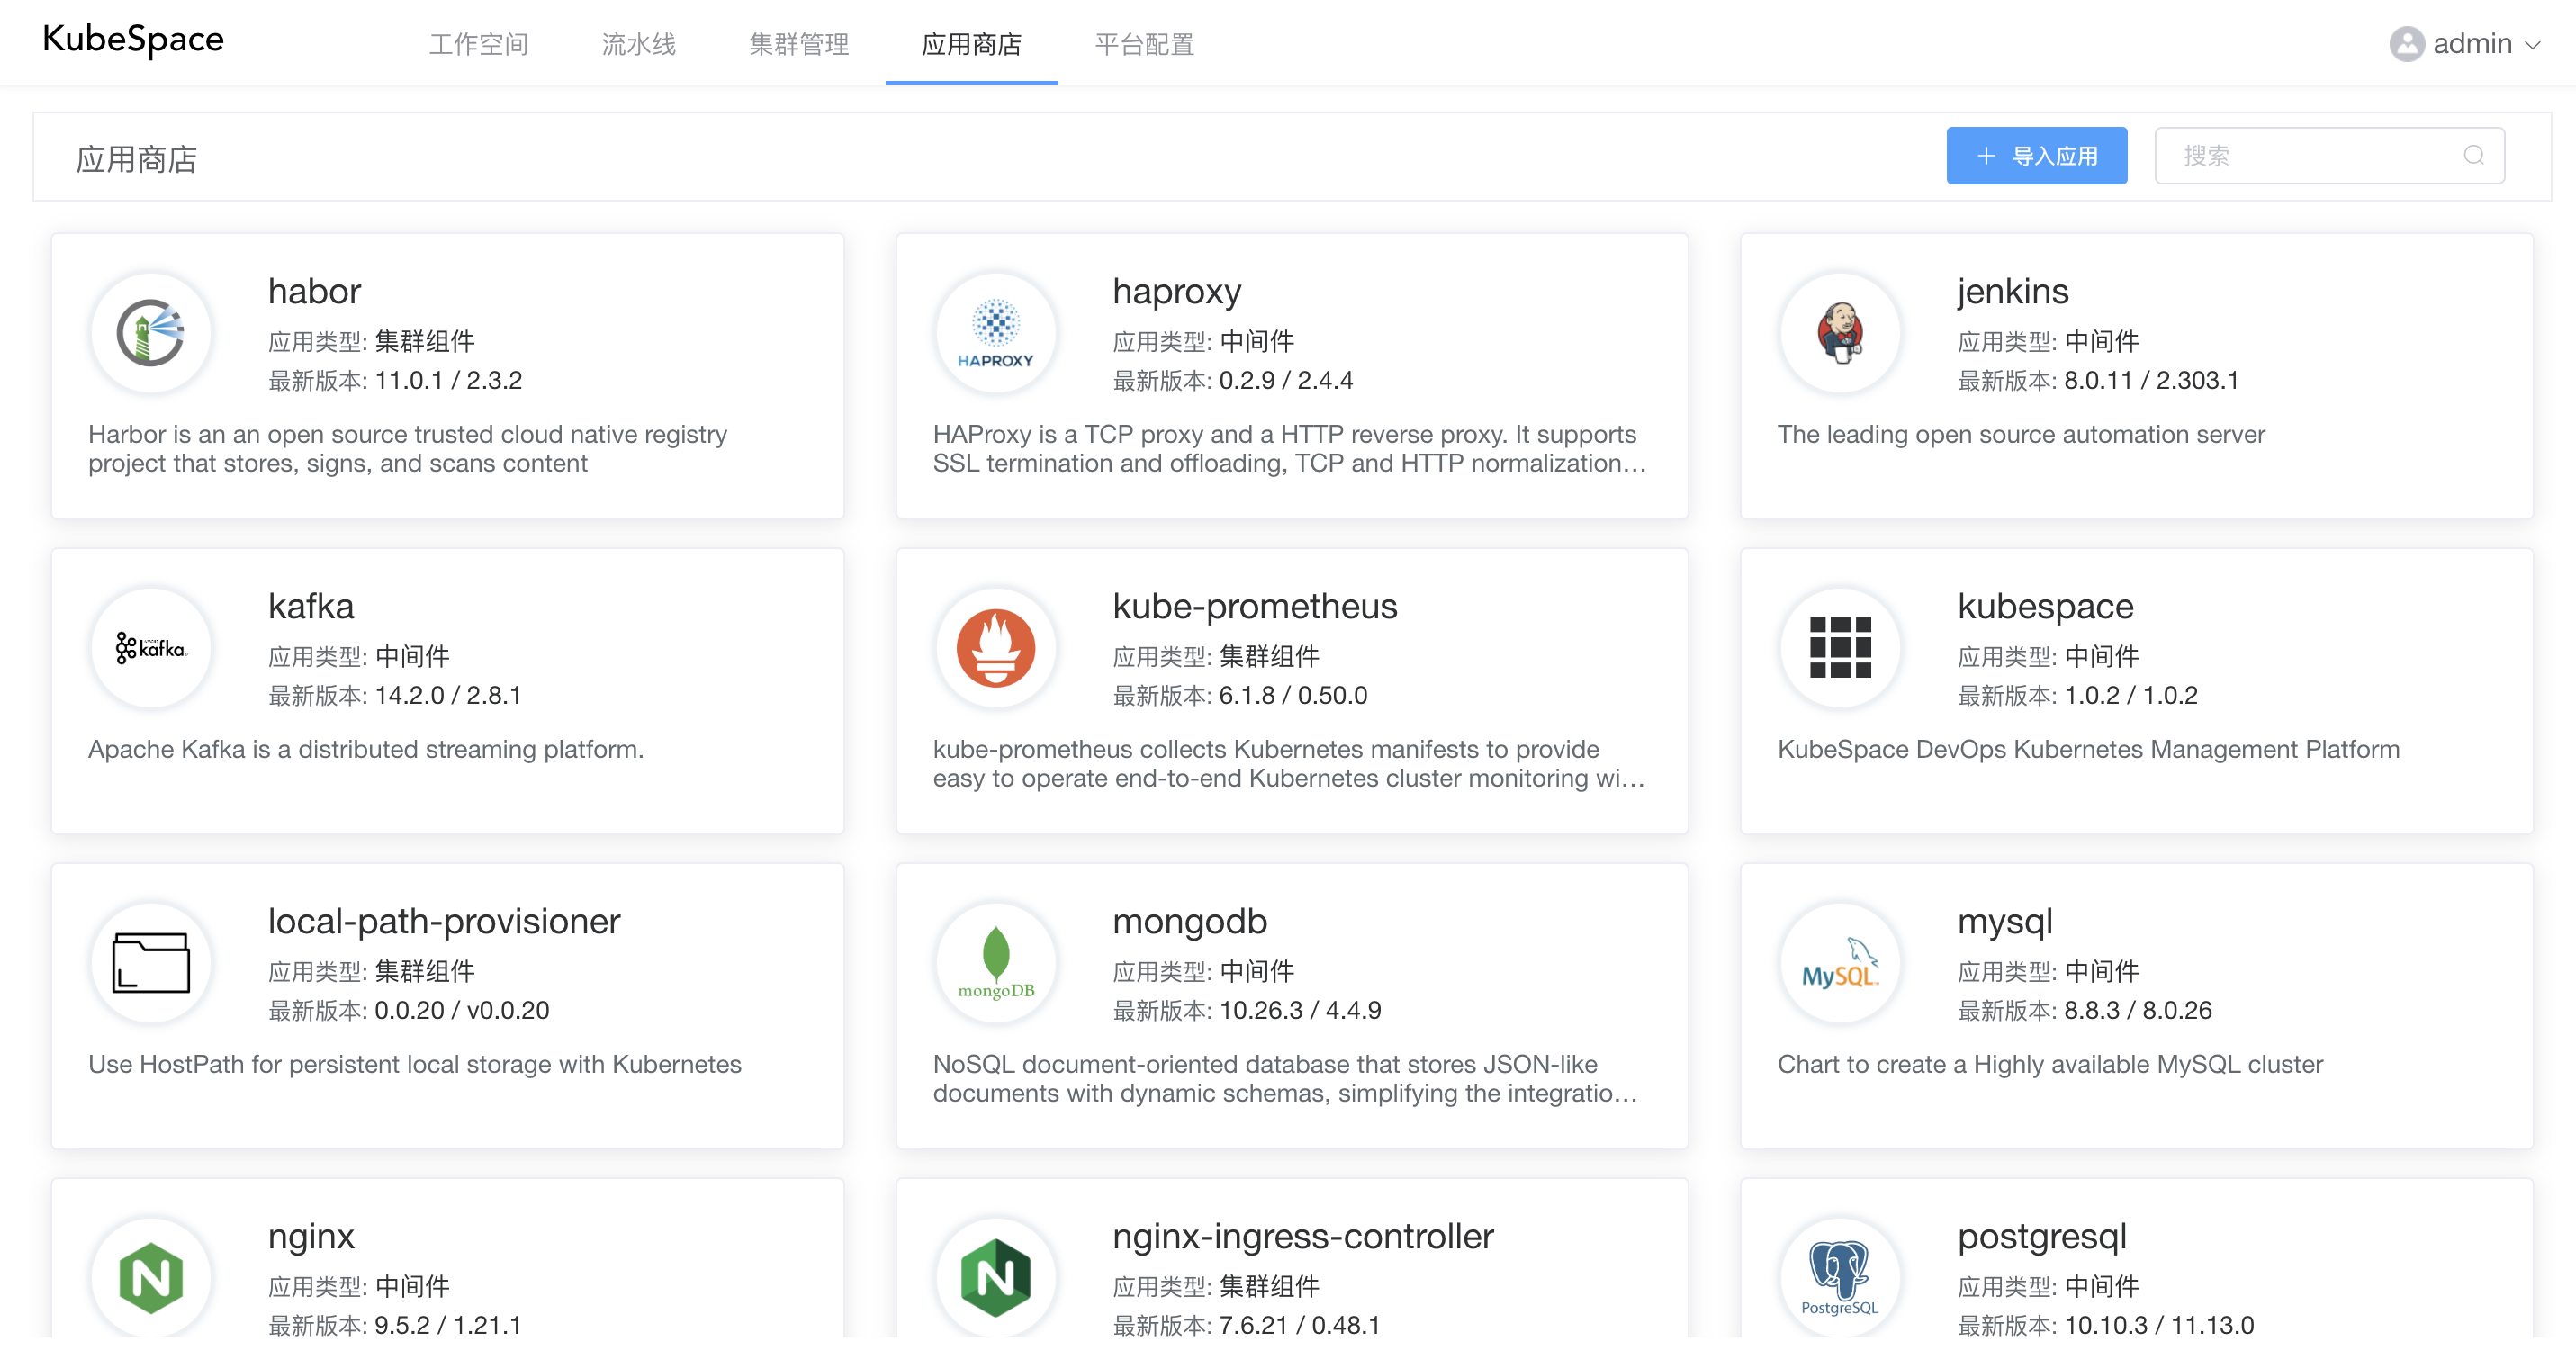 KubeSpace
工作空间 流水线 集群管理 应用商店 平台配置
admin
应用商店
导入应用
搜索
habor
应用类型: 集群组件
最新版本: 11.0.1 / 2.3.2
Harbor is an an open source trusted cloud native registry
project that stores, signs, and scans content
HAPROXY
haproxy
应用类型: 中间件
最新版本: 0.2.9 / 2.4.4
HAProxy is a TCP proxy and a HTTP reverse proxy. It supports
SSL termination and offloading, TCP and HTTP normalization…
jenkins
应用类型: 中间件
最新版本: 8.0.11 / 2.303.1
The leading open source automation server
kafka
kafka
应用类型: 中间件
最新版本: 14.2.0 / 2.8.1
Apache Kafka is a distributed streaming platform.
kube-prometheus
应用类型: 集群组件
最新版本: 6.1.8 / 0.50.0
kube-prometheus collects Kubernetes manifests to provide
easy to operate end-to-end Kubernetes cluster monitoring wi…
kubespace
应用类型: 中间件
最新版本: 1.0.2 / 1.0.2
KubeSpace DevOps Kubernetes Management Platform
local-path-provisioner
应用类型: 集群组件
最新版本: 0.0.20 / v0.0.20
Use HostPath for persistent local storage with Kubernetes
mongoDB
mongodb
应用类型: 中间件
最新版本: 10.26.3 / 4.4.9
NoSQL document-oriented database that stores JSON-like
documents with dynamic schemas, simplifying the integratio…
MySQL
mysql
应用类型: 中间件
最新版本: 8.8.3 / 8.0.26
Chart to create a Highly available MySQL cluster
N
nginx
应用类型: 中间件
最新版本: 9.5.2 / 1.21.1
N
nginx-ingress-controller
应用类型: 集群组件
最新版本: 7.6.21 / 0.48.1
PostgreSQL
postgresql
应用类型: 中间件
最新版本: 10.10.3 / 11.13.0